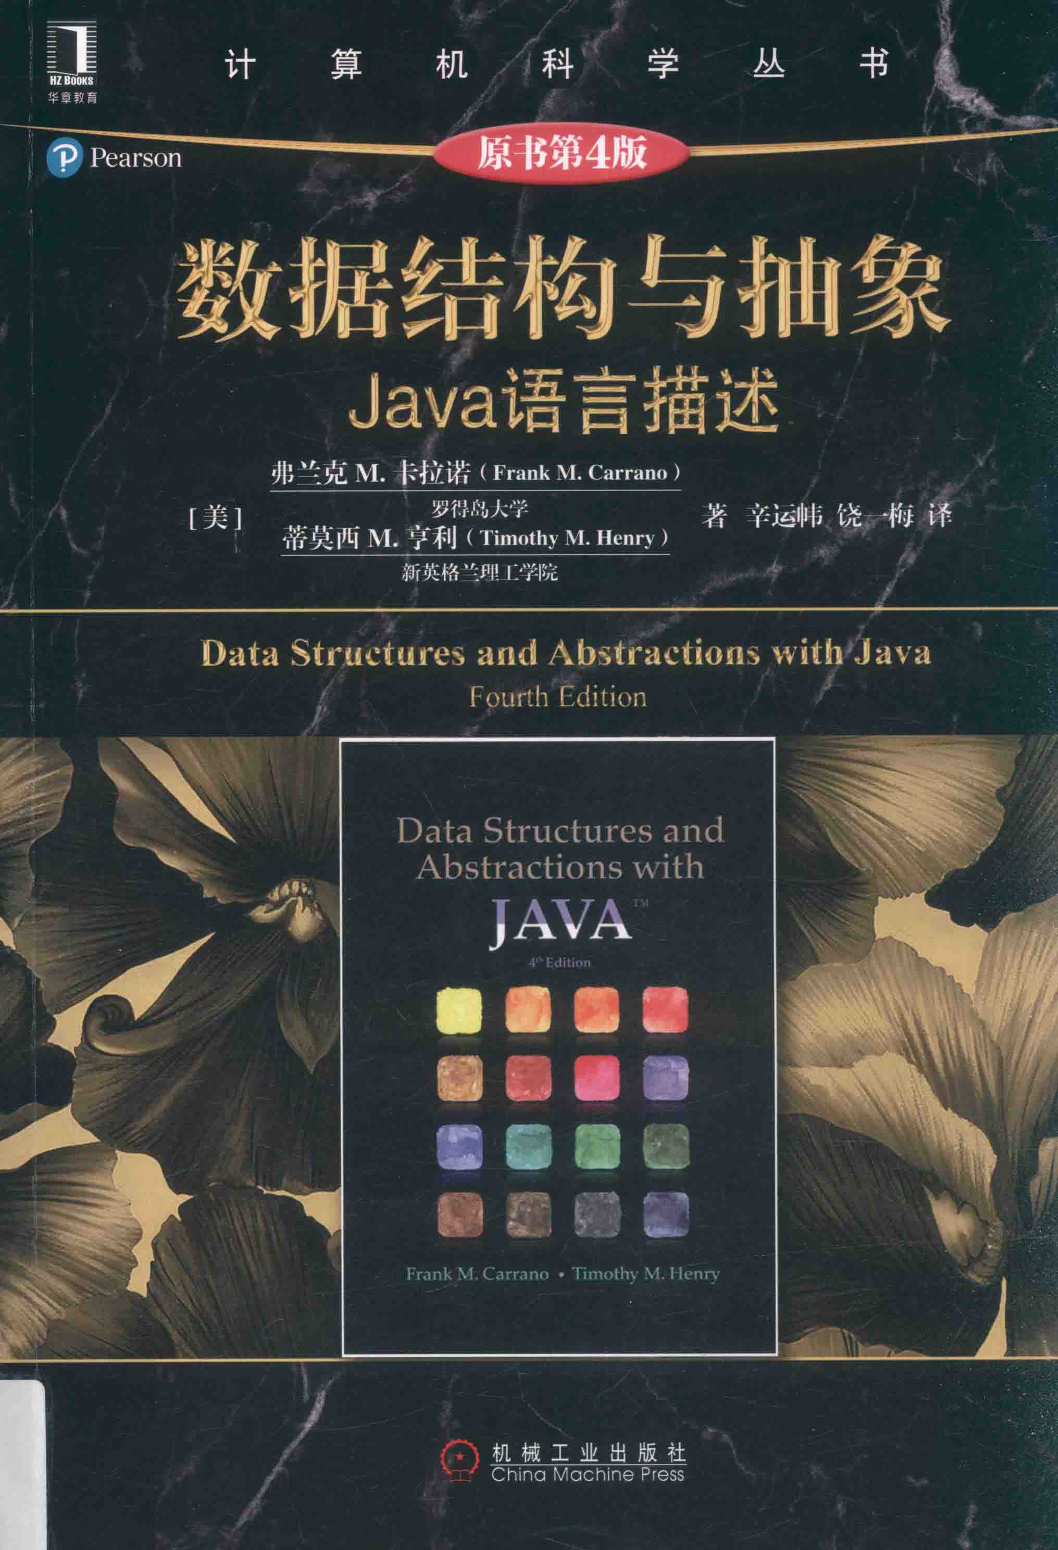 计算机科学丛书
HZ BOOKS
华章教育
Pearson
原书第4版
数据结构与抽象
Java语言描述
[美]
弗兰克 M. 卡拉诺（Frank M. Carrano）
罗得岛大学
蒂莫西 M. 亨利（Timothy M. Henry）
新英格兰理工学院
著 辛运帏 饶一梅 译
Data Structures and Abstractions with Java
Fourth Edition
Data Structures and
Abstractions with
JAVA™
4th Edition
Frank M. Carrano • Timothy M. Henry
机械工业出版社
China Machine Press